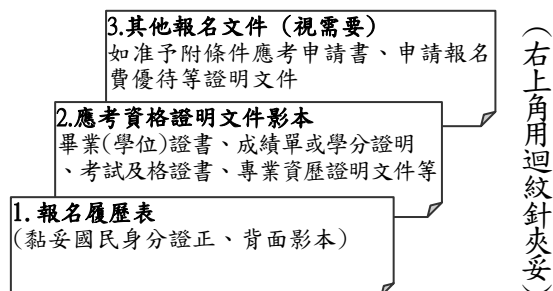 3.其他報名文件（視需要）
如准予附條件應考申請書、申請報名
費優待等證明文件
2.應考資格證明文件影本
畢業(學位)證書、成績單或學分證明
、考試及格證書、專業資歷證明文件等
1.報名履歷表
(黏妥國民身分證正、背面影本)
（右上角用迴紋針夾妥）